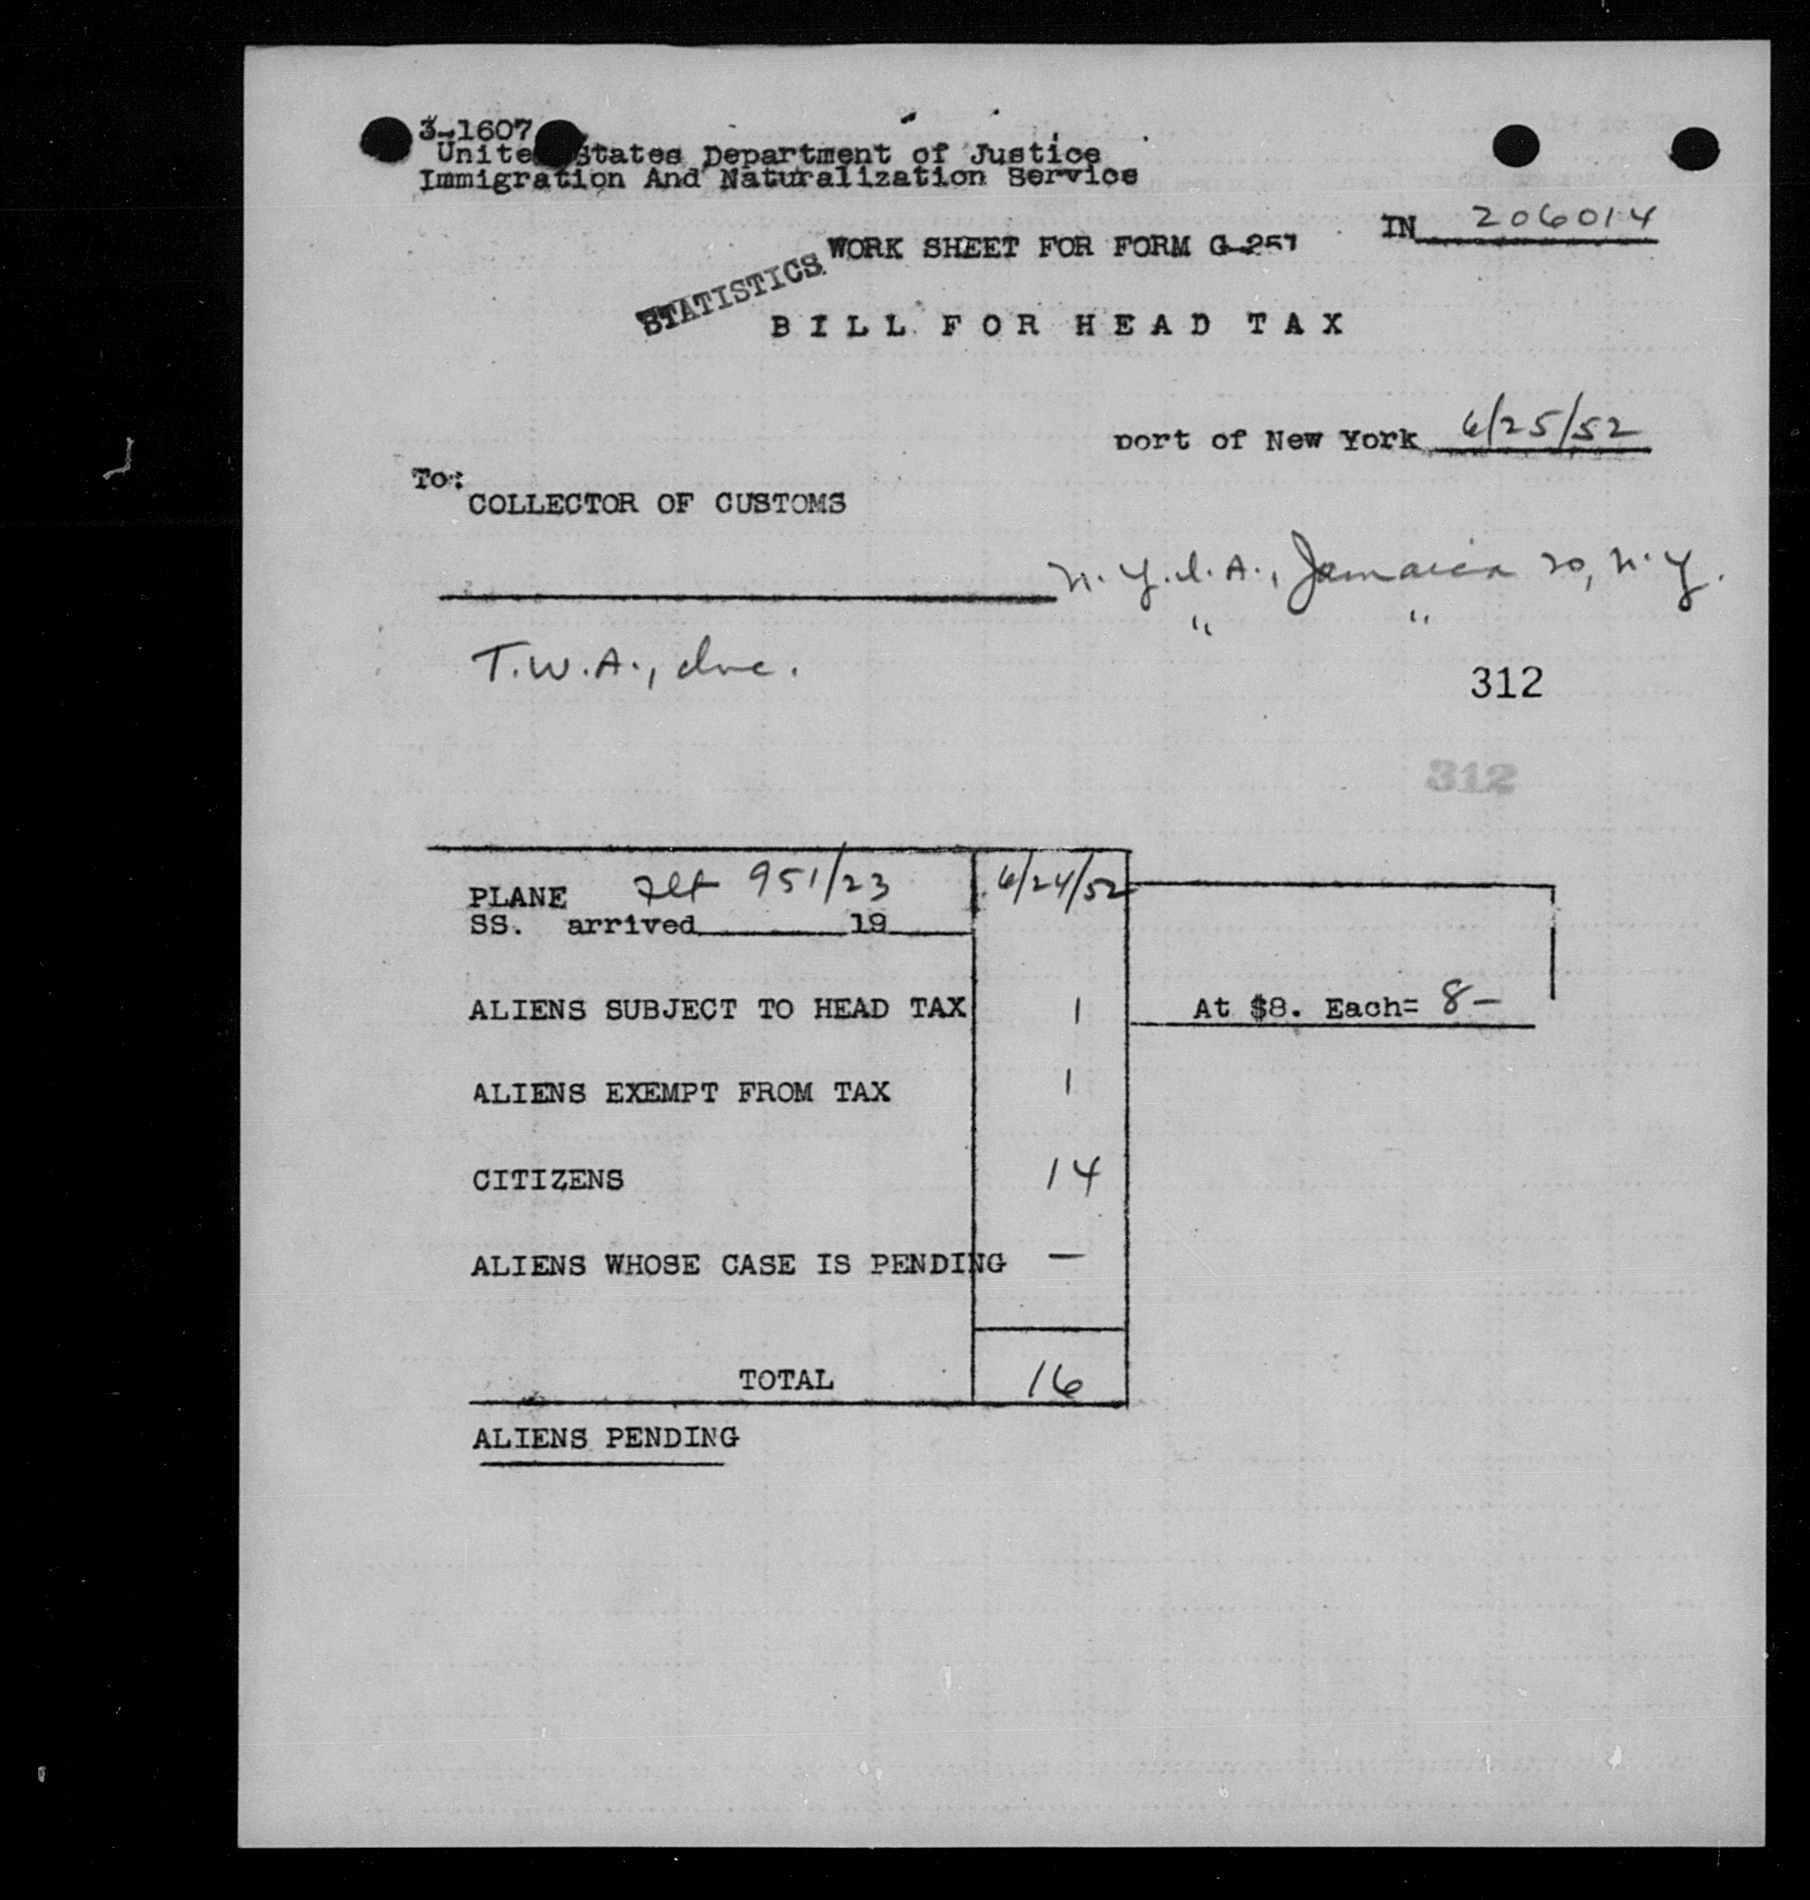 3-1607
United States Department of Justice
Immigration And Naturalization Service
IN 206014
WORK SHEET FOR FORM G-257
STATISTICS
BILL FOR HEAD TAX
port of New York 6/25/52
To:
COLLECTOR OF CUSTOMS
N.Y.I.A., Jamaica 20, N.Y.
" "
T.W.A., Inc.
312
312
PLANE Flt 951/23 6/24/52
SS. arrived 19
ALIENS SUBJECT TO HEAD TAX 1 At $8. Each= 8-
ALIENS EXEMPT FROM TAX 1
CITIZENS 14
ALIENS WHOSE CASE IS PENDING —
TOTAL 16
ALIENS PENDING